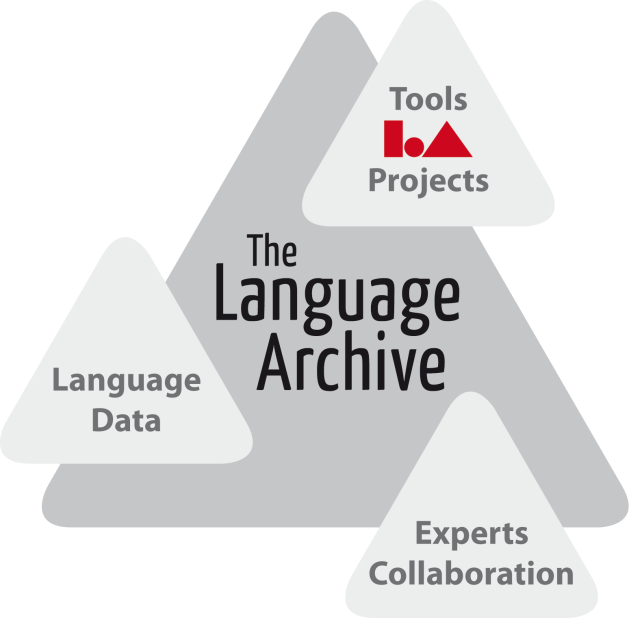 Tools
Projects
The
Language
Archive
Language
Data
Experts
Collaboration